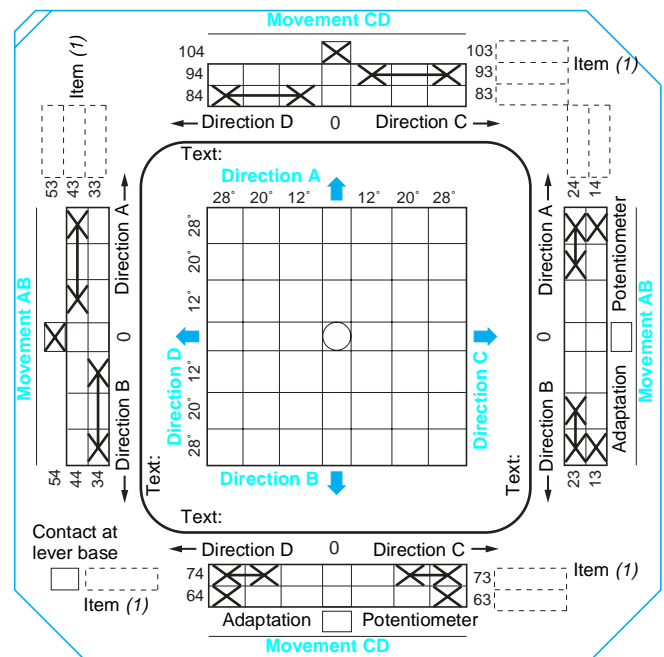 Movement CD
104
103
94
93
Item (1)
84
83
Direction D
0
Direction C
Item (1)
Text:
Direction A
28° 20° 12° 12° 20° 28°
53 43 33
24 14
Movement AB
Direction A
0
Direction B
54 44 34
28°
20°
12°
12°
20°
28°
Direction D
Direction C
Direction B
Text:
Text:
Direction A
0
Direction B
Potentiometer
Adaptation
Movement AB
23 13
Contact at
lever base
Item (1)
Direction D
0
Direction C
74
73
Item (1)
64
63
Adaptation
Potentiometer
Movement CD